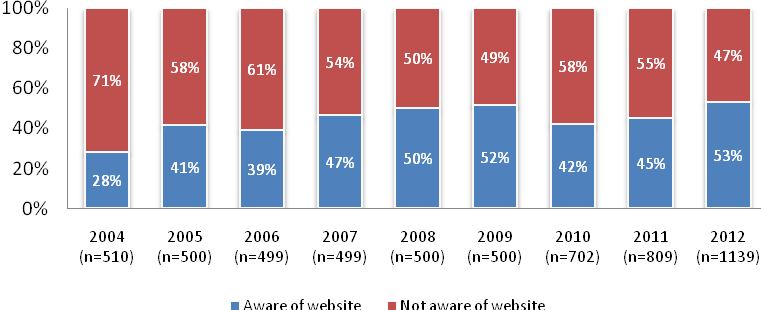 100%
80%
60%
40%
20%
0%
71% 58% 61% 54% 50% 49% 58% 55% 47%
28% 41% 39% 47% 50% 52% 42% 45% 53%
2004 2005 2006 2007 2008 2009 2010 2011 2012
(n=510) (n=500) (n=499) (n=499) (n=500) (n=500) (n=702) (n=809) (n=1139)
Aware of website Not aware of website